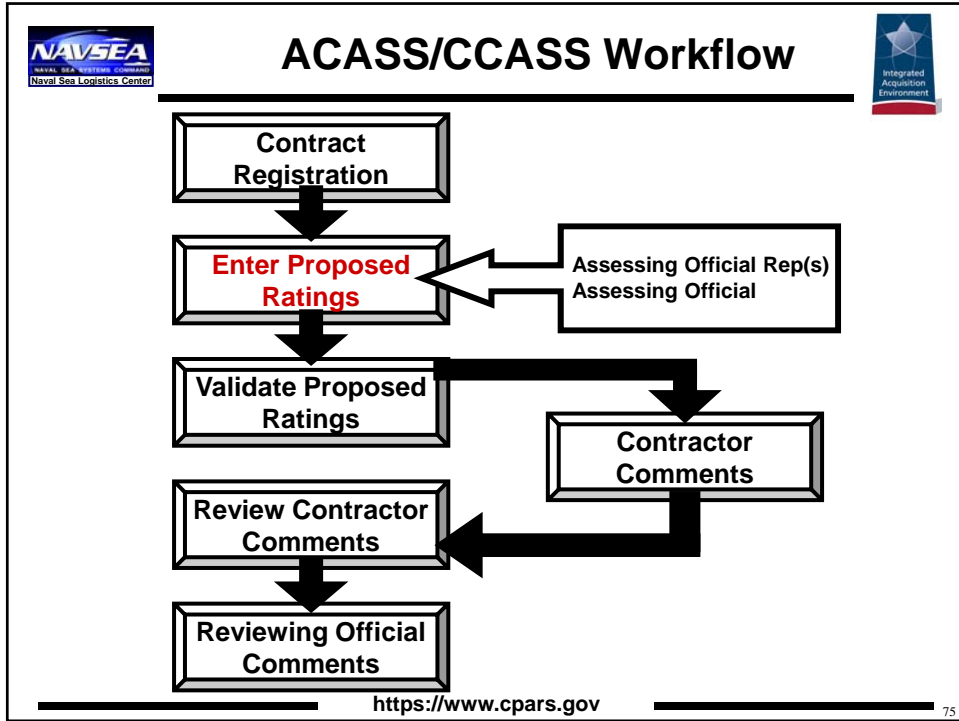 NAVSEA
NAVAL SEA SYSTEMS COMMAND
Naval Sea Logistics Center
ACASS/CCASS Workflow
Integrated
Acquisition
Environment
Contract
Registration
Enter Proposed
Ratings
Assessing Official Rep(s)
Assessing Official
Validate Proposed
Ratings
Contractor
Comments
Review Contractor
Comments
Reviewing Official
Comments
https://www.cpars.gov
75